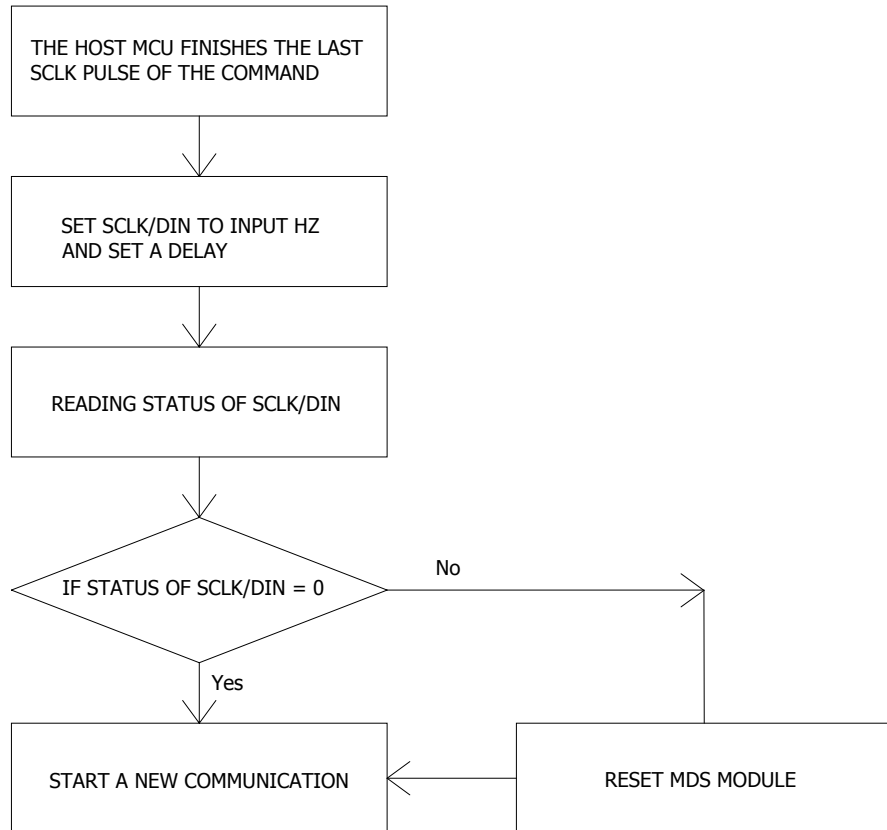 THE HOST MCU FINISHES THE LAST
SCLK PULSE OF THE COMMAND
SET SCLK/DIN TO INPUT HZ
AND SET A DELAY
READING STATUS OF SCLK/DIN
IF STATUS OF SCLK/DIN = 0
No
Yes
START A NEW COMMUNICATION
RESET MDS MODULE